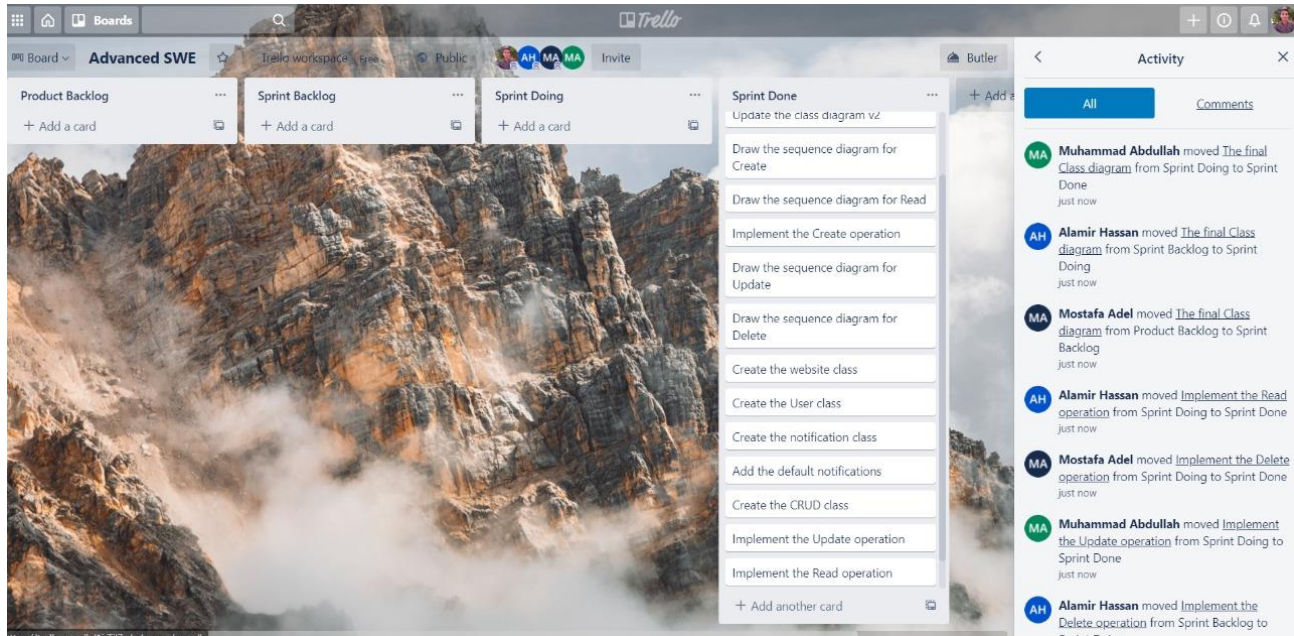 Boards
Trello
Board
Advanced SWE
Trello workspace Free
Public
AH MA MA
Invite
Butler
Product Backlog
+ Add a card
Sprint Backlog
+ Add a card
Sprint Doing
+ Add a card
Sprint Done
Update the class diagram v2
Draw the sequence diagram for
Create
Draw the sequence diagram for Read
Implement the Create operation
Draw the sequence diagram for
Update
Draw the sequence diagram for
Delete
Create the website class
Create the User class
Create the notification class
Add the default notifications
Create the CRUD class
Implement the Update operation
Implement the Read operation
+ Add another card
+ Add a
Activity
All
Comments
MA
Muhammad Abdullah moved The final
Class diagram from Sprint Doing to Sprint
Done
just now
AH
Alamir Hassan moved The final Class
diagram from Sprint Backlog to Sprint
Doing
just now
MA
Mostafa Adel moved The final Class
diagram from Product Backlog to Sprint
Backlog
just now
AH
Alamir Hassan moved Implement the Read
operation from Sprint Doing to Sprint Done
just now
MA
Mostafa Adel moved Implement the Delete
operation from Sprint Doing to Sprint Done
just now
MA
Muhammad Abdullah moved Implement
the Update operation from Sprint Doing to
Sprint Done
just now
AH
Alamir Hassan moved Implement the
Delete operation from Sprint Backlog to